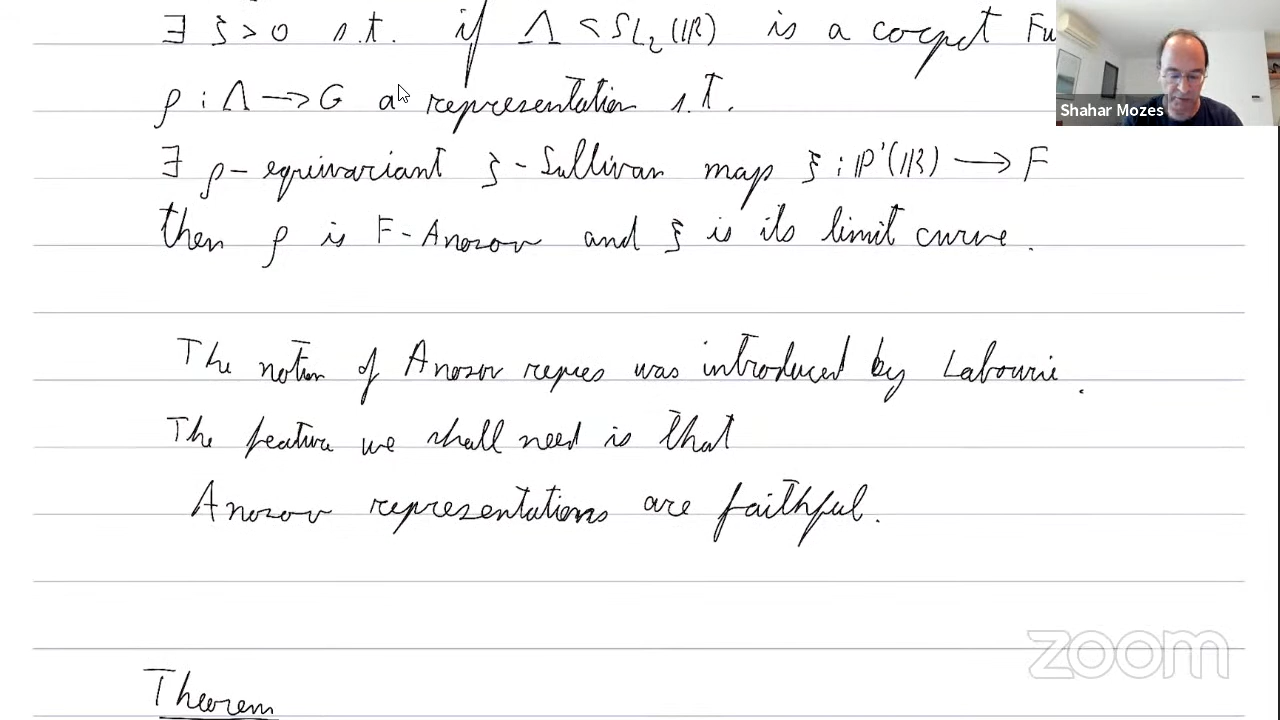 ∃ ζ>0 s.t. if Λ < SL₂(ℝ) is a cocpct Fu
ρ : Λ → G a representation s.t.
∃ ρ-equivariant ζ-Sullivan map ξ : ℙ¹(ℝ) → F
then ρ is F-Anosov and ξ is its limit curve.
The notion of Anosov repres was introduced by Labourie.
The feature we shall need is that
Anosov representations are faithful.
Theorem
Shahar Mozes
zoom